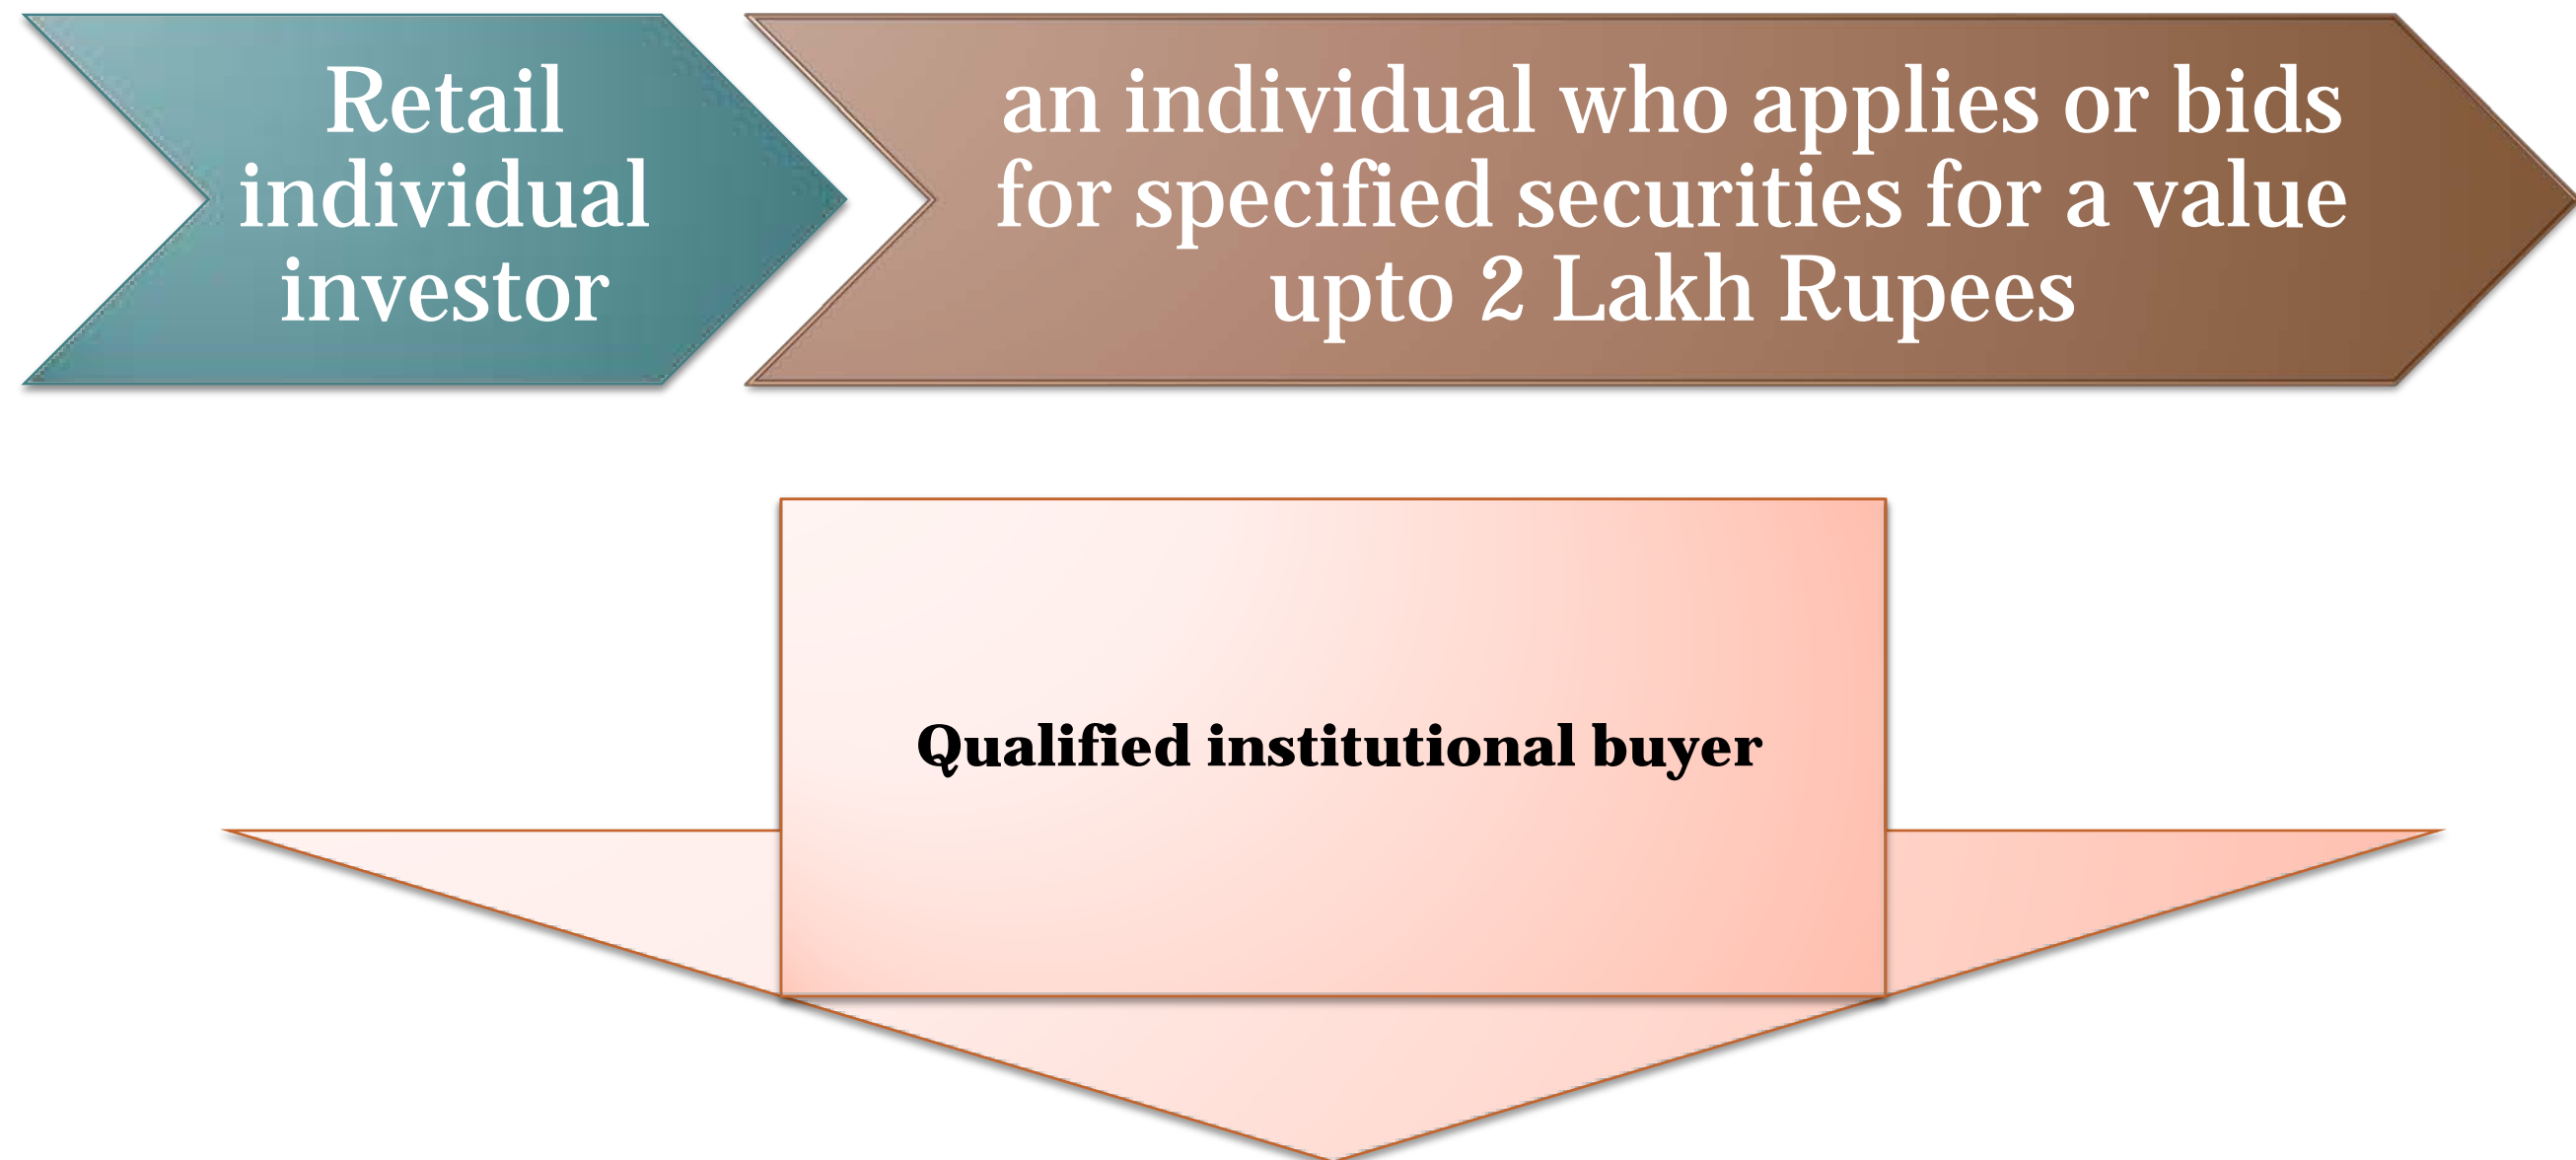 Retail
individual
investor
an individual who applies or bids
for specified securities for a value
upto 2 Lakh Rupees
Qualified institutional buyer